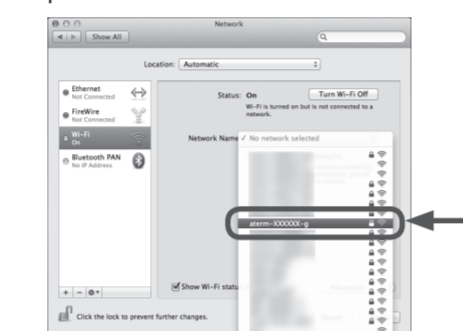 Network
Show All
Location: Automatic
Ethernet
Not Connected
FireWire
Not Connected
Wi-Fi
On
Bluetooth PAN
No IP Address
Status: On
Turn Wi-Fi Off
Wi-Fi is turned on but is not connected to a
network.
Network Name ✓ No network selected
aterm-XXXXXX-g
Show Wi-Fi statu
Click the lock to prevent further changes.